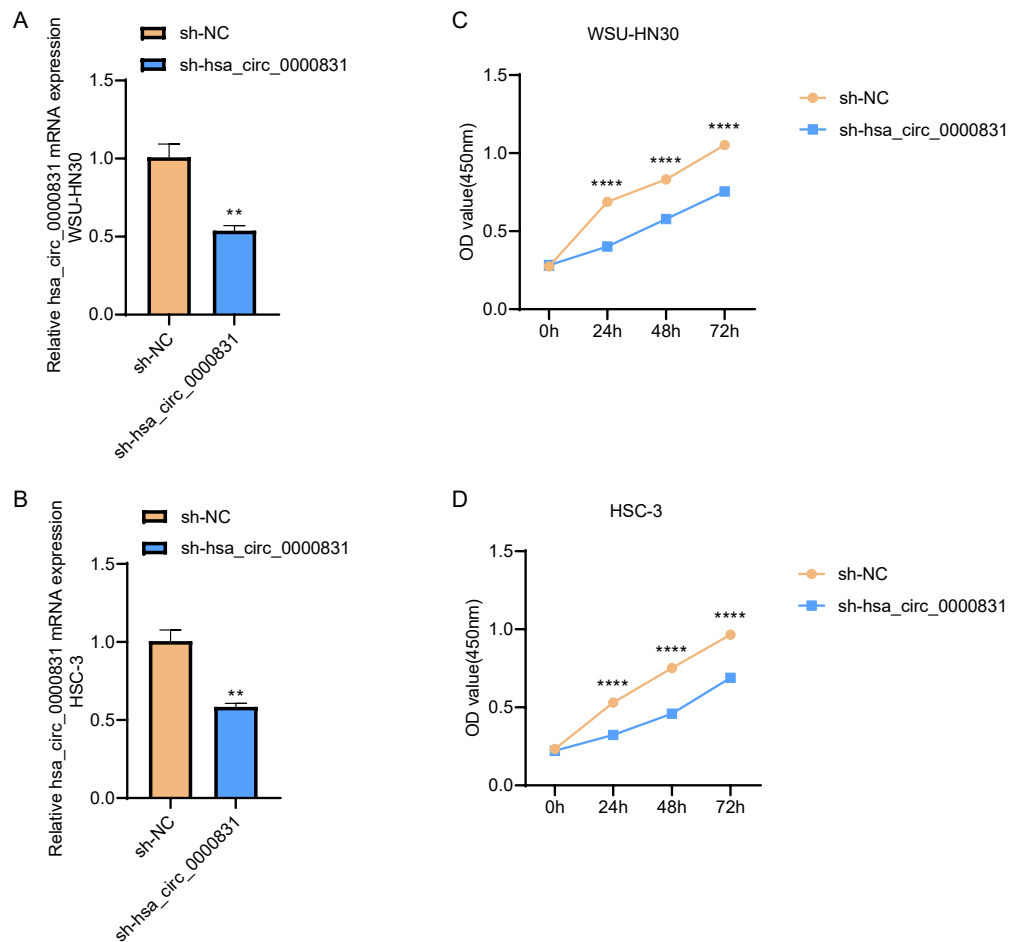 A
sh-NC
sh-hsa_circ_0000831
Relative hsa_circ_0000831 mRNA expression
WSU-HN30
1.5
1.0
0.5
0.0
**
sh-NC
sh-hsa_circ_0000831
C
WSU-HN30
sh-NC
sh-hsa_circ_0000831
OD value(450nm)
1.5
1.0
0.5
0.0
****
****
****
0h
24h
48h
72h
B
sh-NC
sh-hsa_circ_0000831
Relative hsa_circ_0000831 mRNA expression
HSC-3
1.5
1.0
0.5
0.0
**
sh-NC
sh-hsa_circ_0000831
D
HSC-3
sh-NC
sh-hsa_circ_0000831
OD value(450nm)
1.5
1.0
0.5
0.0
****
****
****
0h
24h
48h
72h